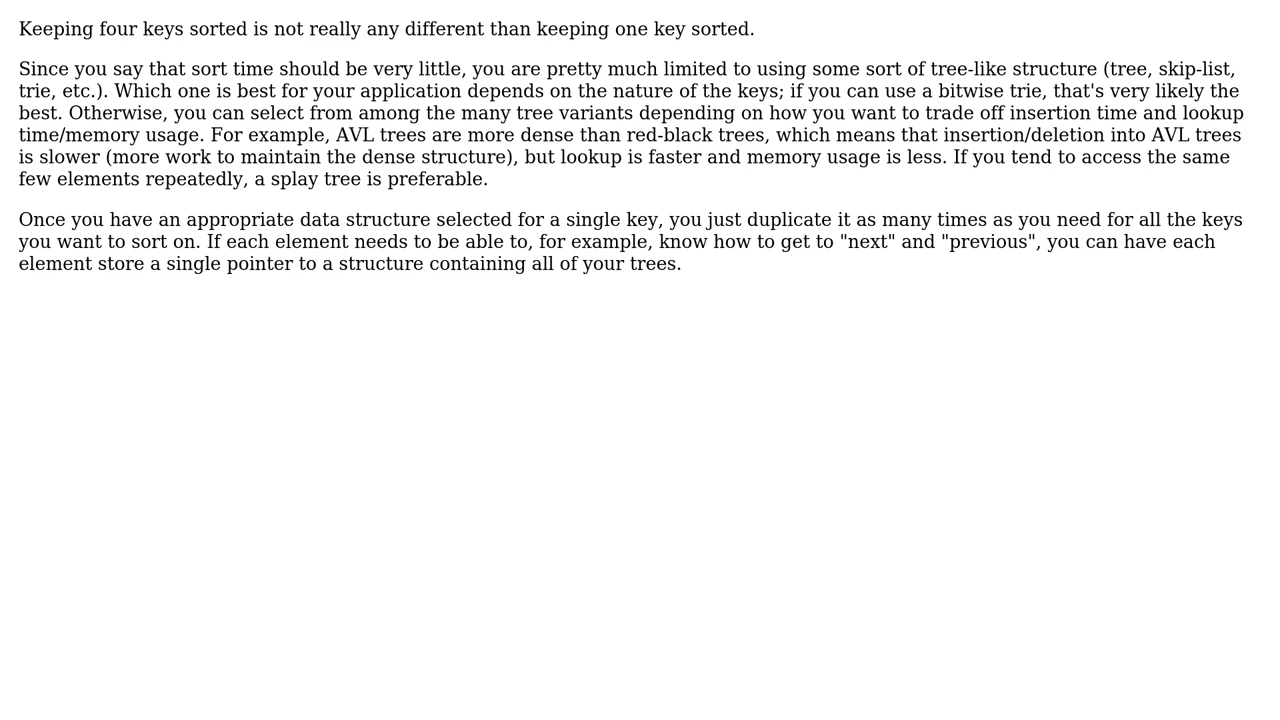 Keeping four keys sorted is not really any different than keeping one key sorted.
Since you say that sort time should be very little, you are pretty much limited to using some sort of tree-like structure (tree, skip-list,
trie, etc.). Which one is best for your application depends on the nature of the keys; if you can use a bitwise trie, that's very likely the
best. Otherwise, you can select from among the many tree variants depending on how you want to trade off insertion time and lookup
time/memory usage. For example, AVL trees are more dense than red-black trees, which means that insertion/deletion into AVL trees
is slower (more work to maintain the dense structure), but lookup is faster and memory usage is less. If you tend to access the same
few elements repeatedly, a splay tree is preferable.
Once you have an appropriate data structure selected for a single key, you just duplicate it as many times as you need for all the keys
you want to sort on. If each element needs to be able to, for example, know how to get to "next" and "previous", you can have each
element store a single pointer to a structure containing all of your trees.